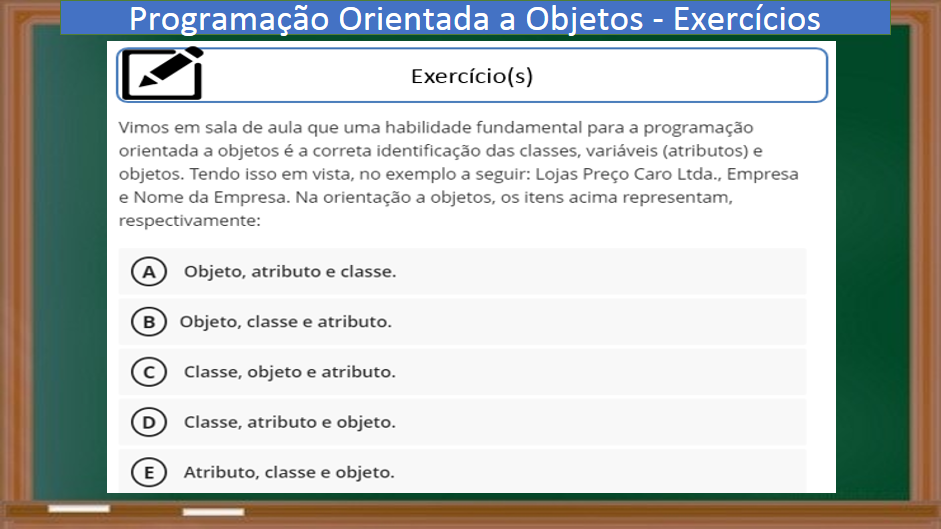 Programação Orientada a Objetos - Exercícios
Exercício(s)
Vimos em sala de aula que uma habilidade fundamental para a programação
orientada a objetos é a correta identificação das classes, variáveis (atributos) e
objetos. Tendo isso em vista, no exemplo a seguir: Lojas Preço Caro Ltda., Empresa
e Nome da Empresa. Na orientação a objetos, os itens acima representam,
respectivamente:
A Objeto, atributo e classe.
B Objeto, classe e atributo.
C Classe, objeto e atributo.
D Classe, atributo e objeto.
E Atributo, classe e objeto.